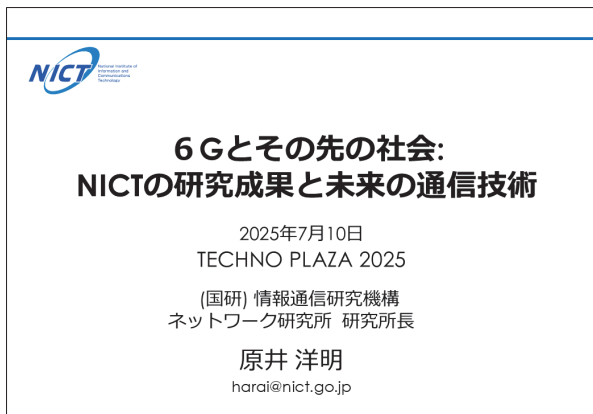 NICT
National Institute of
Information and
Communications
Technology
６Gとその先の社会:
NICTの研究成果と未来の通信技術
2025年7月10日
TECHNO PLAZA 2025
(国研) 情報通信研究機構
ネットワーク研究所 研究所長
原井 洋明
harai@nict.go.jp